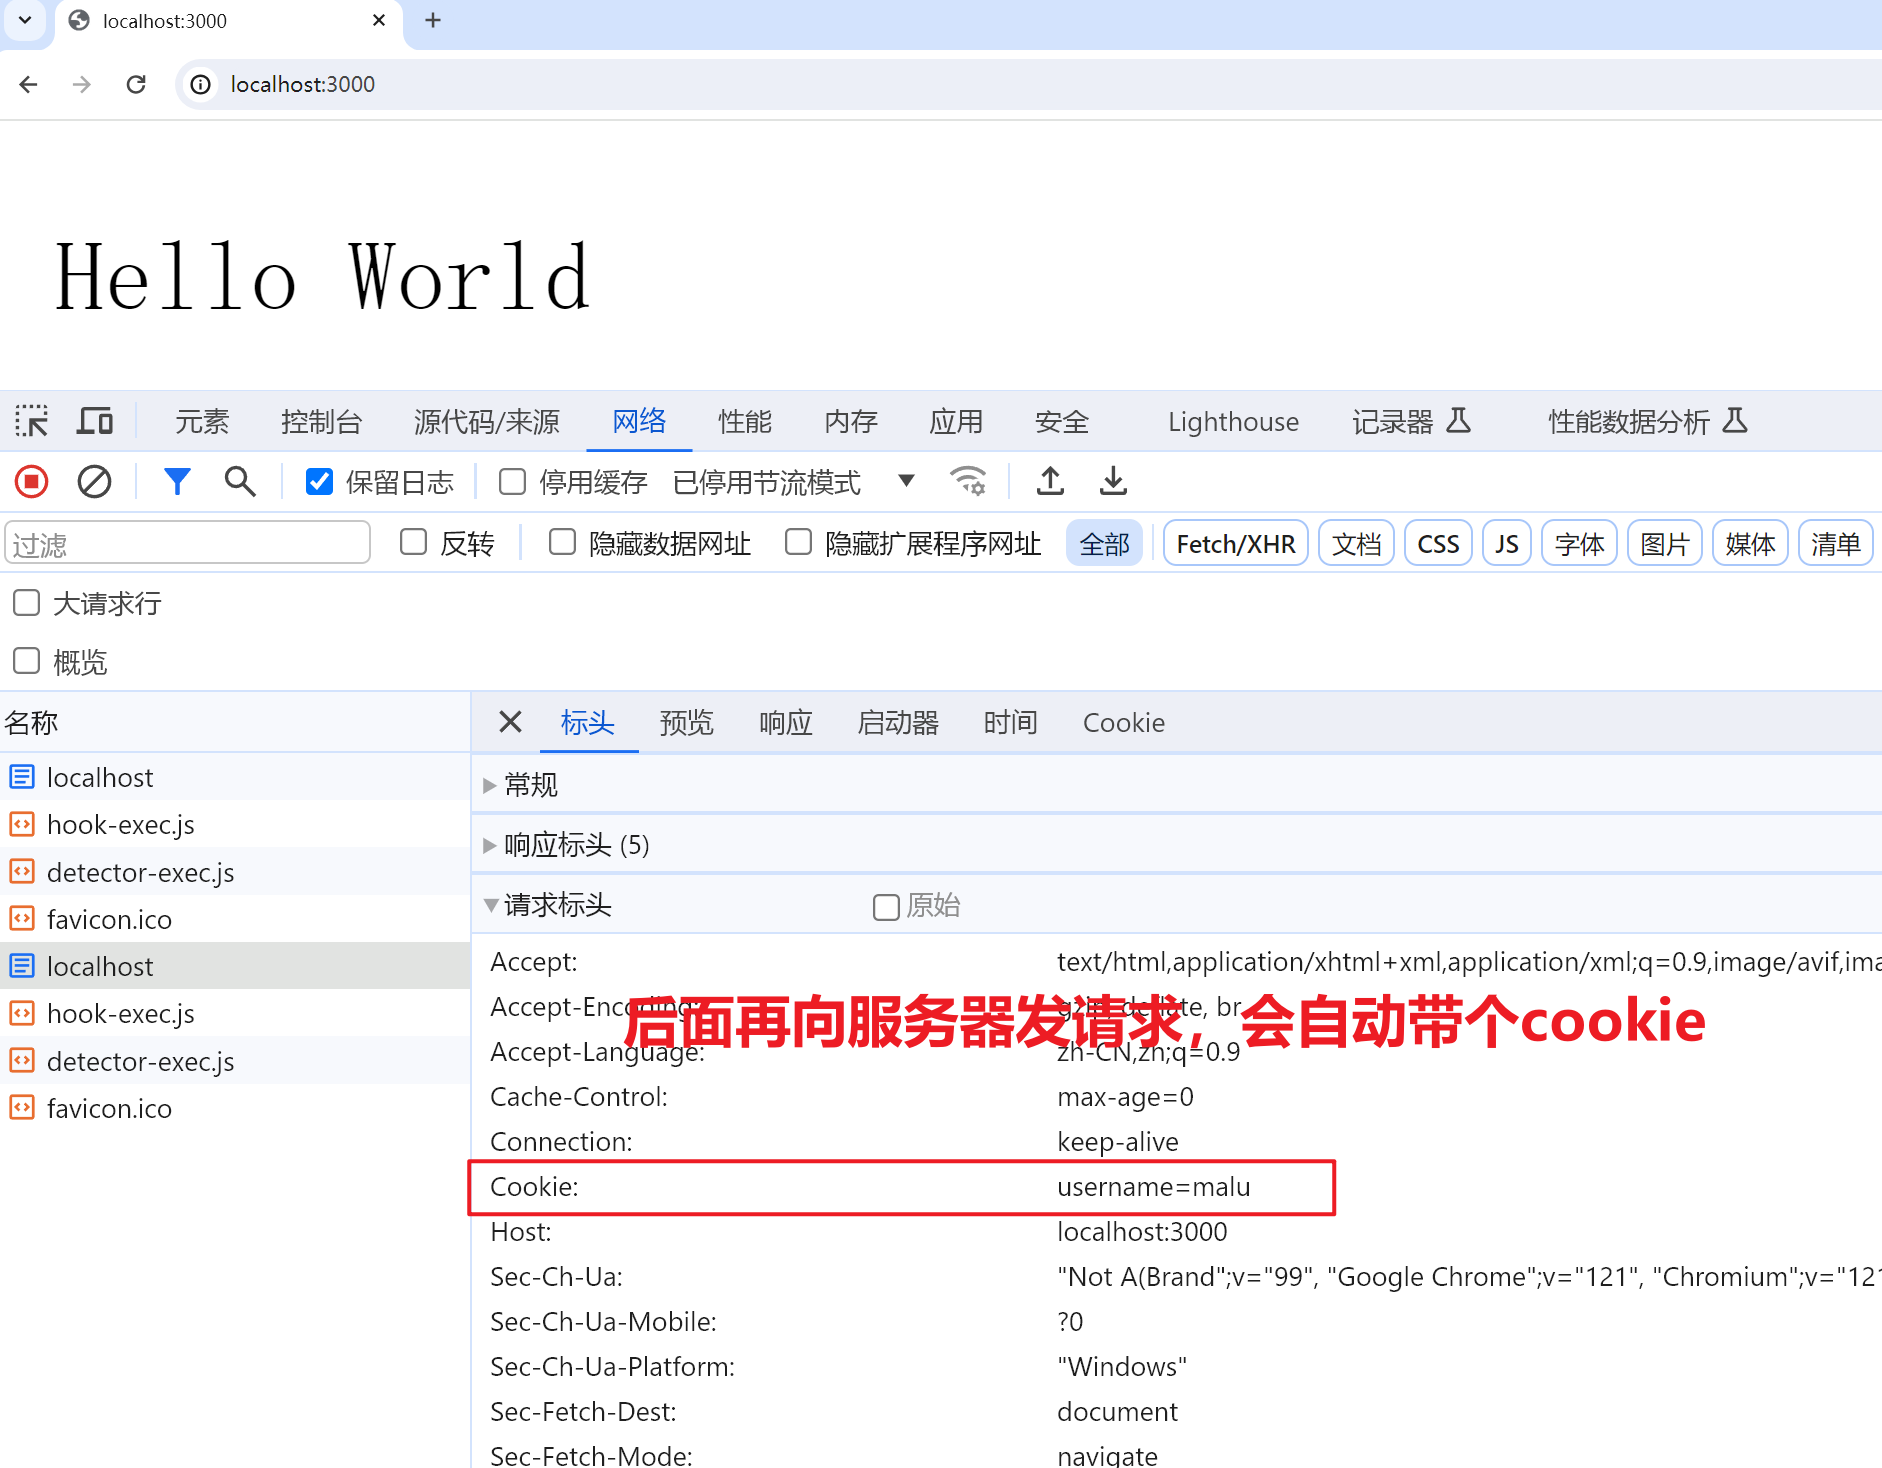 localhost:3000
localhost:3000
Hello World
元素 控制台 源代码/来源 网络 性能 内存 应用 安全 Lighthouse 记录器 性能数据分析
保留日志 停用缓存 已停用节流模式
过滤 反转 隐藏数据网址 隐藏扩展程序网址 全部 Fetch/XHR 文档 CSS JS 字体 图片 媒体 清单
大请求行
概览
名称
localhost
hook-exec.js
detector-exec.js
favicon.ico
localhost
hook-exec.js
detector-exec.js
favicon.ico
标头 预览 响应 启动器 时间 Cookie
常规
响应标头 (5)
请求标头 原始
Accept: text/html,application/xhtml+xml,application/xml;q=0.9,image/avif,ima
Accept-Encoding: gzip, deflate, br
后面再向服务器发请求，会自动带个cookie
Accept-Language: zh-CN,zh;q=0.9
Cache-Control: max-age=0
Connection: keep-alive
Cookie: username=malu
Host: localhost:3000
Sec-Ch-Ua: "Not A(Brand";v="99", "Google Chrome";v="121", "Chromium";v="121
Sec-Ch-Ua-Mobile: ?0
Sec-Ch-Ua-Platform: "Windows"
Sec-Fetch-Dest: document
Sec-Fetch-Mode: navigate